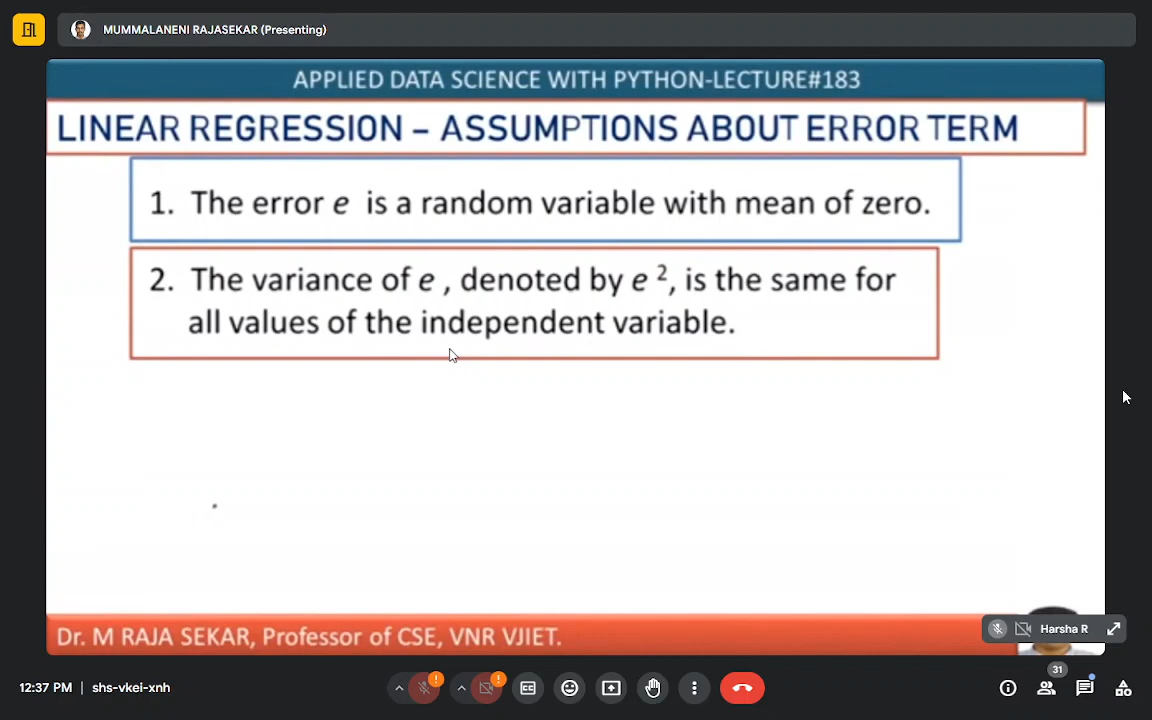 MUMMALANENI RAJASEKAR (Presenting)
APPLIED DATA SCIENCE WITH PYTHON-LECTURE#183
LINEAR REGRESSION – ASSUMPTIONS ABOUT ERROR TERM
1. The error e is a random variable with mean of zero.
2. The variance of e , denoted by e ², is the same for
all values of the independent variable.
Dr. M RAJA SEKAR, Professor of CSE, VNR VJIET.
Harsha R
12:37 PM | shs-vkei-xnh
31